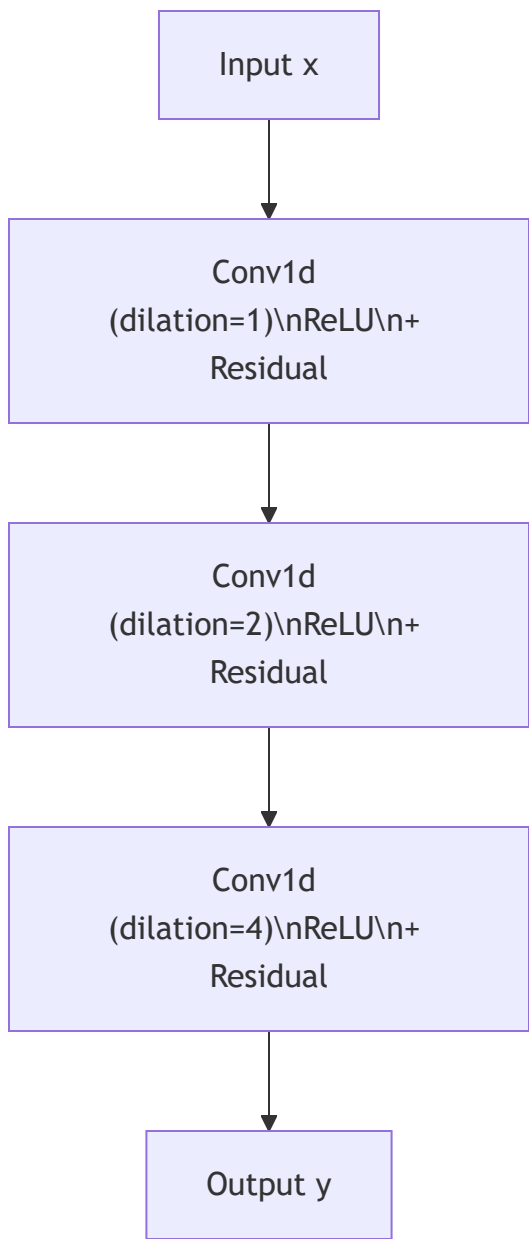 Input x
Conv1d
(dilation=1)\nReLU\n+
Residual
Conv1d
(dilation=2)\nReLU\n+
Residual
Conv1d
(dilation=4)\nReLU\n+
Residual
Output y